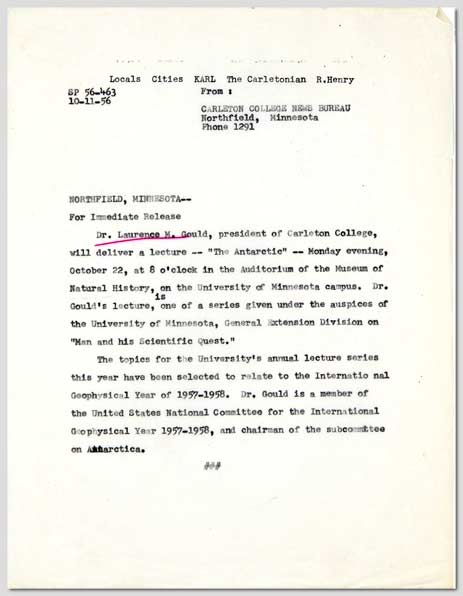 Locals Cities KARL The Carletonian R.Henry
SP 56-463
From :
10-11-56
CARLETON COLLEGE NEWS BUREAU
Northfield, Minnesota
Phone 1291
NORTHFIELD, MINNESOTA--
For Immediate Release
Dr. Laurence M. Gould, president of Carleton College,
will deliver a lecture -- "The Antarctic" -- Monday evening,
October 22, at 8 o'clock in the Auditorium of the Museum of
Natural History, on the University of Minnesota campus. Dr.
is
Gould's lecture, one of a series given under the auspices of
the University of Minnesota, General Extension Division on
"Man and his Scientific Quest."
The topics for the University's annual lecture series
this year have been selected to relate to the Internatio nal
Geophysical Year of 1957-1958. Dr. Gould is a member of
the United States National Committee for the International
Geophysical Year 1957-1958, and chairman of the subcommittee
on Antarctica.
###